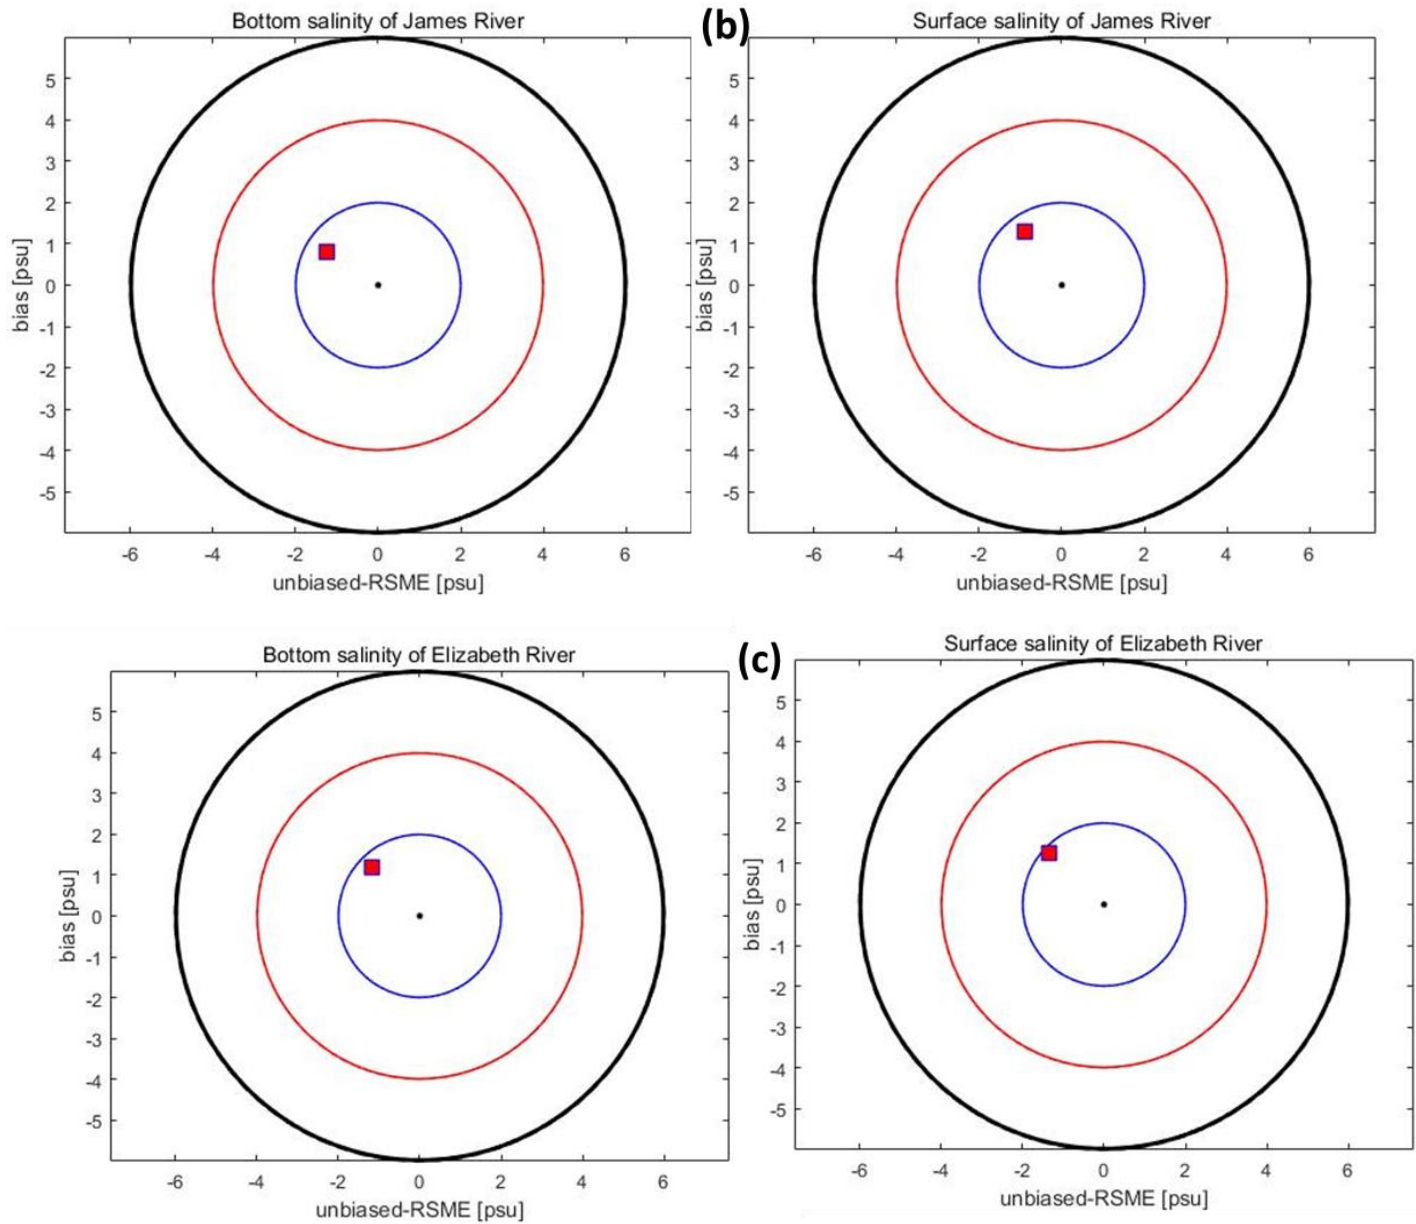 Bottom salinity of James River
5
4
3
2
1
0
-1
-2
-3
-4
-5
bias [psu]
-6 -4 -2 0 2 4 6
unbiased-RSME [psu]
(b)
Surface salinity of James River
5
4
3
2
1
0
-1
-2
-3
-4
-5
bias [psu]
-6 -4 -2 0 2 4 6
unbiased-RSME [psu]
Bottom salinity of Elizabeth River
5
4
3
2
1
0
-1
-2
-3
-4
-5
bias [psu]
-6 -4 -2 0 2 4 6
unbiased-RSME [psu]
(c)
Surface salinity of Elizabeth River
5
4
3
2
1
0
-1
-2
-3
-4
-5
bias [psu]
-6 -4 -2 0 2 4 6
unbiased-RSME [psu]